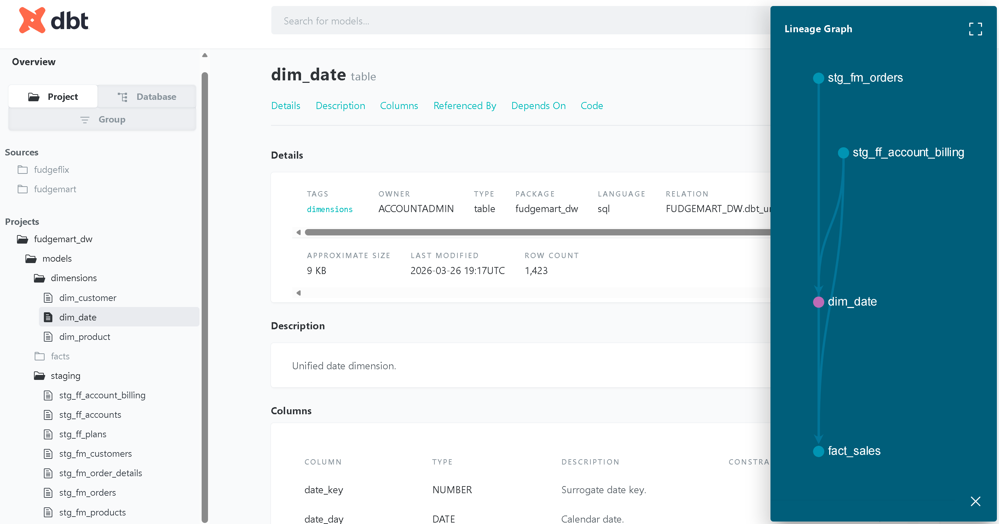 dbt
Search for models...
Overview
Project
Database
Group
Sources
fudgeflix
fudgemart
Projects
fudgemart_dw
models
dimensions
dim_customer
dim_date
dim_product
facts
staging
stg_ff_account_billing
stg_ff_accounts
stg_ff_plans
stg_fm_customers
stg_fm_order_details
stg_fm_orders
stg_fm_products
dim_date table
Details Description Columns Referenced By Depends On Code
Details
TAGS OWNER TYPE PACKAGE LANGUAGE RELATION
dimensions ACCOUNTADMIN table fudgemart_dw sql FUDGEMART_DW.dbt_u
APPROXIMATE SIZE LAST MODIFIED ROW COUNT
9 KB 2026-03-26 19:17UTC 1,423
Description
Unified date dimension.
Columns
COLUMN TYPE DESCRIPTION CONSTRA
date_key NUMBER Surrogate date key.
date_day DATE Calendar date.
Lineage Graph
stg_fm_orders
stg_ff_account_billing
dim_date
fact_sales